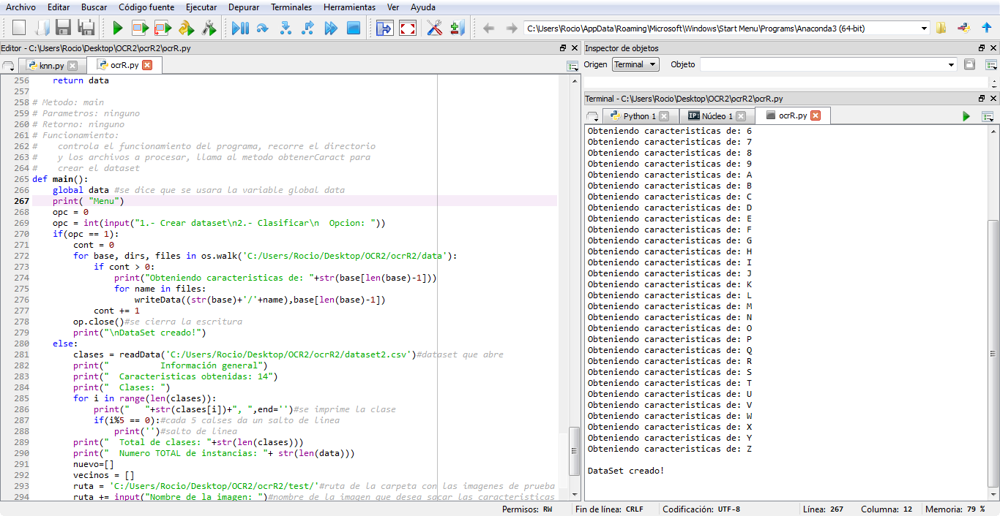 Archivo Editar Buscar Código fuente Ejecutar Depurar Terminales Herramientas Ver Ayuda
C:\Users\Rocio\AppData\Roaming\Microsoft\Windows\Start Menu\Programs\Anaconda3 (64-bit)
Editor - C:\Users\Rocio\Desktop\OCR2\ocrR2\ocrR.py
knn.py ocrR.py
256     return data
257
258 # Metodo: main
259 # Parametros: ninguno
260 # Retorno: ninguno
261 # Funcionamiento:
262 #    controla el funcionamiento del programa, recorre el directorio
263 #    y los archivos a procesar, llama al metodo obtenerCaract para
264 #    crear el dataset
265 def main():
266     global data #se dice que se usara la variable global data
267     print( "Menu")
268     opc = 0
269     opc = int(input("1.- Crear dataset\n2.- Clasificar\n  Opcion: "))
270     if(opc == 1):
271         cont = 0
272         for base, dirs, files in os.walk('C:/Users/Rocio/Desktop/OCR2/ocrR2/data'):
273             if cont > 0:
274                 print("Obteniendo caracteristicas de: "+str(base[len(base)-1]))
275                 for name in files:
276                     writeData((str(base)+'/'+name),base[len(base)-1])
277             cont += 1
278         op.close()#se cierra la escritura
279         print("\nDataSet creado!")
280     else:
281         clases = readData('C:/Users/Rocio/Desktop/OCR2/ocrR2/dataset2.csv')#dataset que abre
282         print("          Información general")
283         print("  Caracteristicas obtenidas: 14")
284         print("  Clases: ")
285         for i in range(len(clases)):
286             print("   "+str(clases[i])+", ",end='')#se imprime la clase
287             if(i%5 == 0):#cada 5 calses da un salto de linea
288                 print('')#salto de linea
289         print("  Total de clases: "+str(len(clases)))
290         print("  Numero TOTAL de instancias: "+ str(len(data)))
291         nuevo=[]
292         vecinos = []
293         ruta = 'C:/Users/Rocio/Desktop/OCR2/ocrR2/test/'#ruta de la carpeta con las imagenes de prueba
294         ruta += input("Nombre de la imagen: ")#nombre de la imagen que desea sacar las caracteristicas
Inspector de objetos
Origen Terminal Objeto
Terminal - C:\Users\Rocio\Desktop\OCR2\ocrR2\ocrR.py
Python 1 IP: Núcleo 1 ocrR.py
Obteniendo caracteristicas de: 6
Obteniendo caracteristicas de: 7
Obteniendo caracteristicas de: 8
Obteniendo caracteristicas de: 9
Obteniendo caracteristicas de: A
Obteniendo caracteristicas de: B
Obteniendo caracteristicas de: C
Obteniendo caracteristicas de: D
Obteniendo caracteristicas de: E
Obteniendo caracteristicas de: F
Obteniendo caracteristicas de: G
Obteniendo caracteristicas de: H
Obteniendo caracteristicas de: I
Obteniendo caracteristicas de: J
Obteniendo caracteristicas de: K
Obteniendo caracteristicas de: L
Obteniendo caracteristicas de: M
Obteniendo caracteristicas de: N
Obteniendo caracteristicas de: O
Obteniendo caracteristicas de: P
Obteniendo caracteristicas de: Q
Obteniendo caracteristicas de: R
Obteniendo caracteristicas de: S
Obteniendo caracteristicas de: T
Obteniendo caracteristicas de: U
Obteniendo caracteristicas de: V
Obteniendo caracteristicas de: W
Obteniendo caracteristicas de: X
Obteniendo caracteristicas de: Y
Obteniendo caracteristicas de: Z
DataSet creado!
Permisos: RW Fin de línea: CRLF Codificación: UTF-8 Línea: 267 Columna: 12 Memoria: 79 %